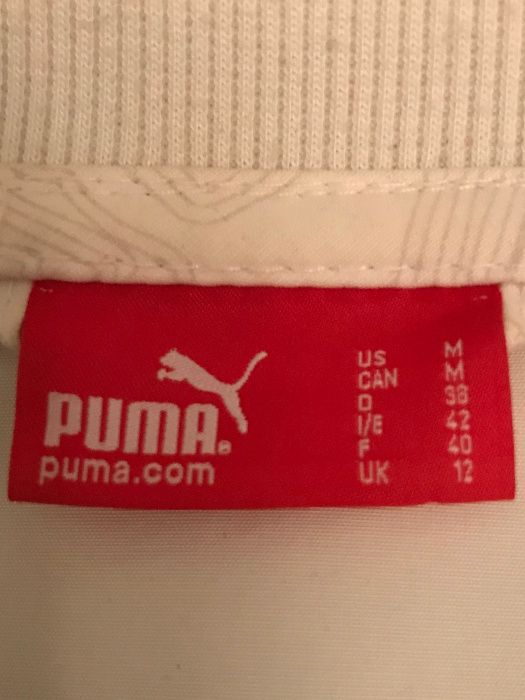 PUMA®
puma.com
US M
CAN M
D 38
I/E 42
F 40
UK 12